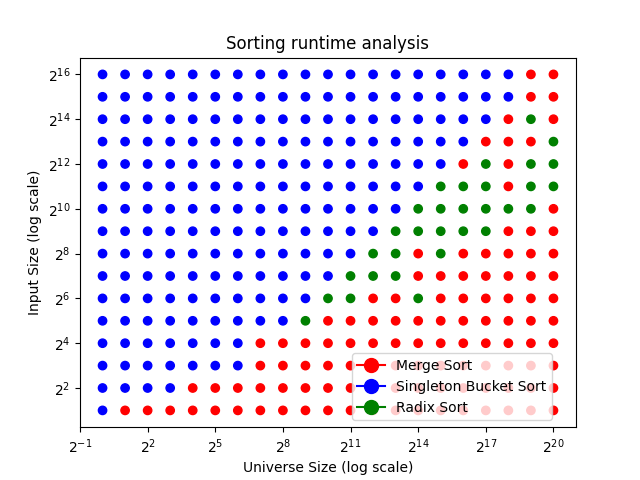 Sorting runtime analysis
Input Size (log scale)
2^16
2^14
2^12
2^10
2^8
2^6
2^4
2^2
Merge Sort
Singleton Bucket Sort
Radix Sort
2^−1 2^2 2^5 2^8 2^11 2^14 2^17 2^20
Universe Size (log scale)